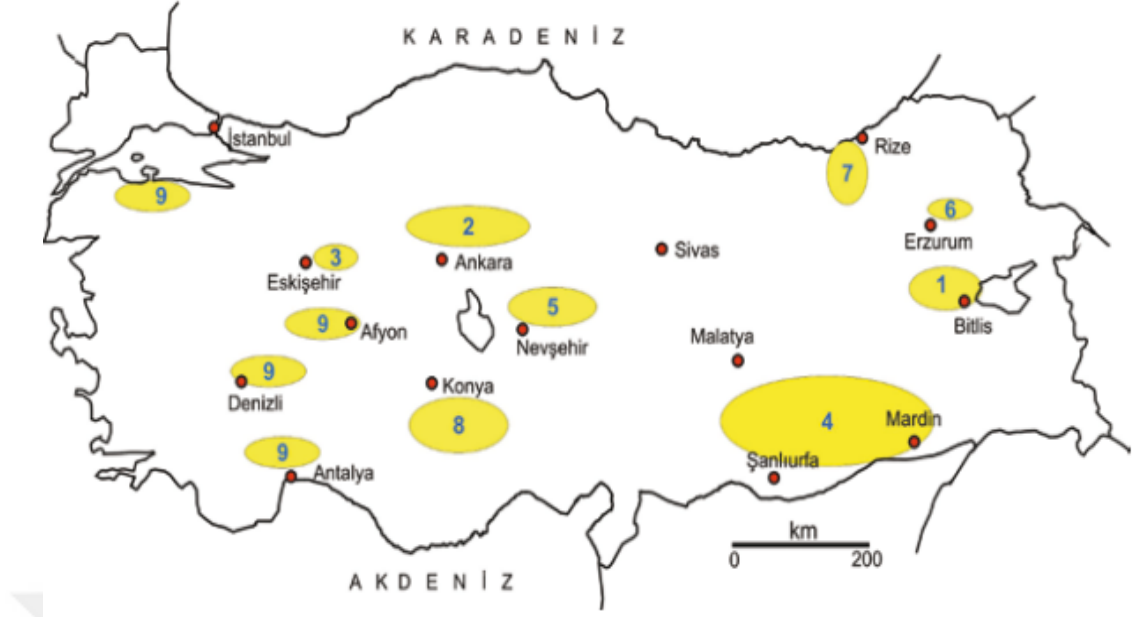 KARADENİZ
İstanbul
Rize
7
9
6
2
Erzurum
Sivas
3
Ankara
Eskişehir
1
5
Bitlis
9
Afyon
Nevşehir
Malatya
9
Konya
Denizli
8
4
Mardin
9
Şanlıurfa
Antalya
km
0 200
AKDENİZ